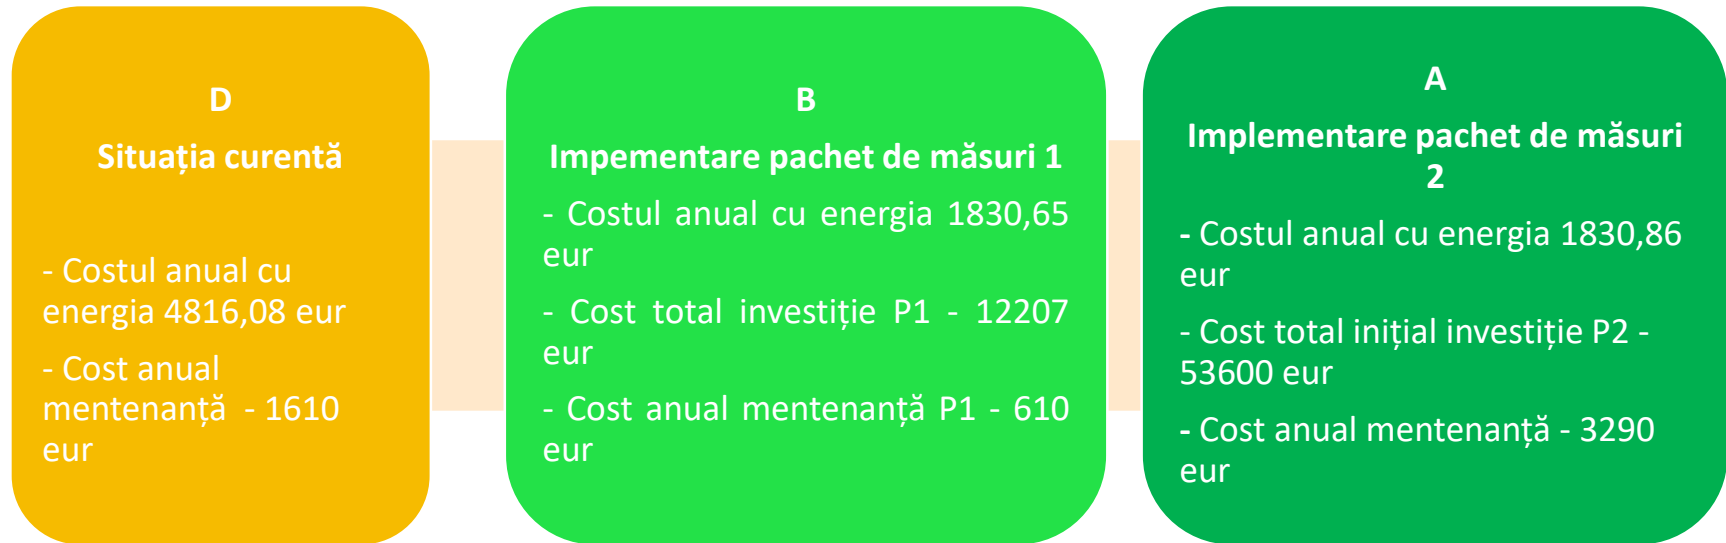 D
Situația curentă
- Costul anual cu
energia 4816,08 eur
- Cost anual
mentenanță - 1610
eur
B
Impementare pachet de măsuri 1
- Costul anual cu energia 1830,65
eur
- Cost total investiție P1 - 12207
eur
- Cost anual mentenanță P1 - 610
eur
A
Implementare pachet de măsuri
2
- Costul anual cu energia 1830,86
eur
- Cost total inițial investiție P2 -
53600 eur
- Cost anual mentenanță - 3290
eur